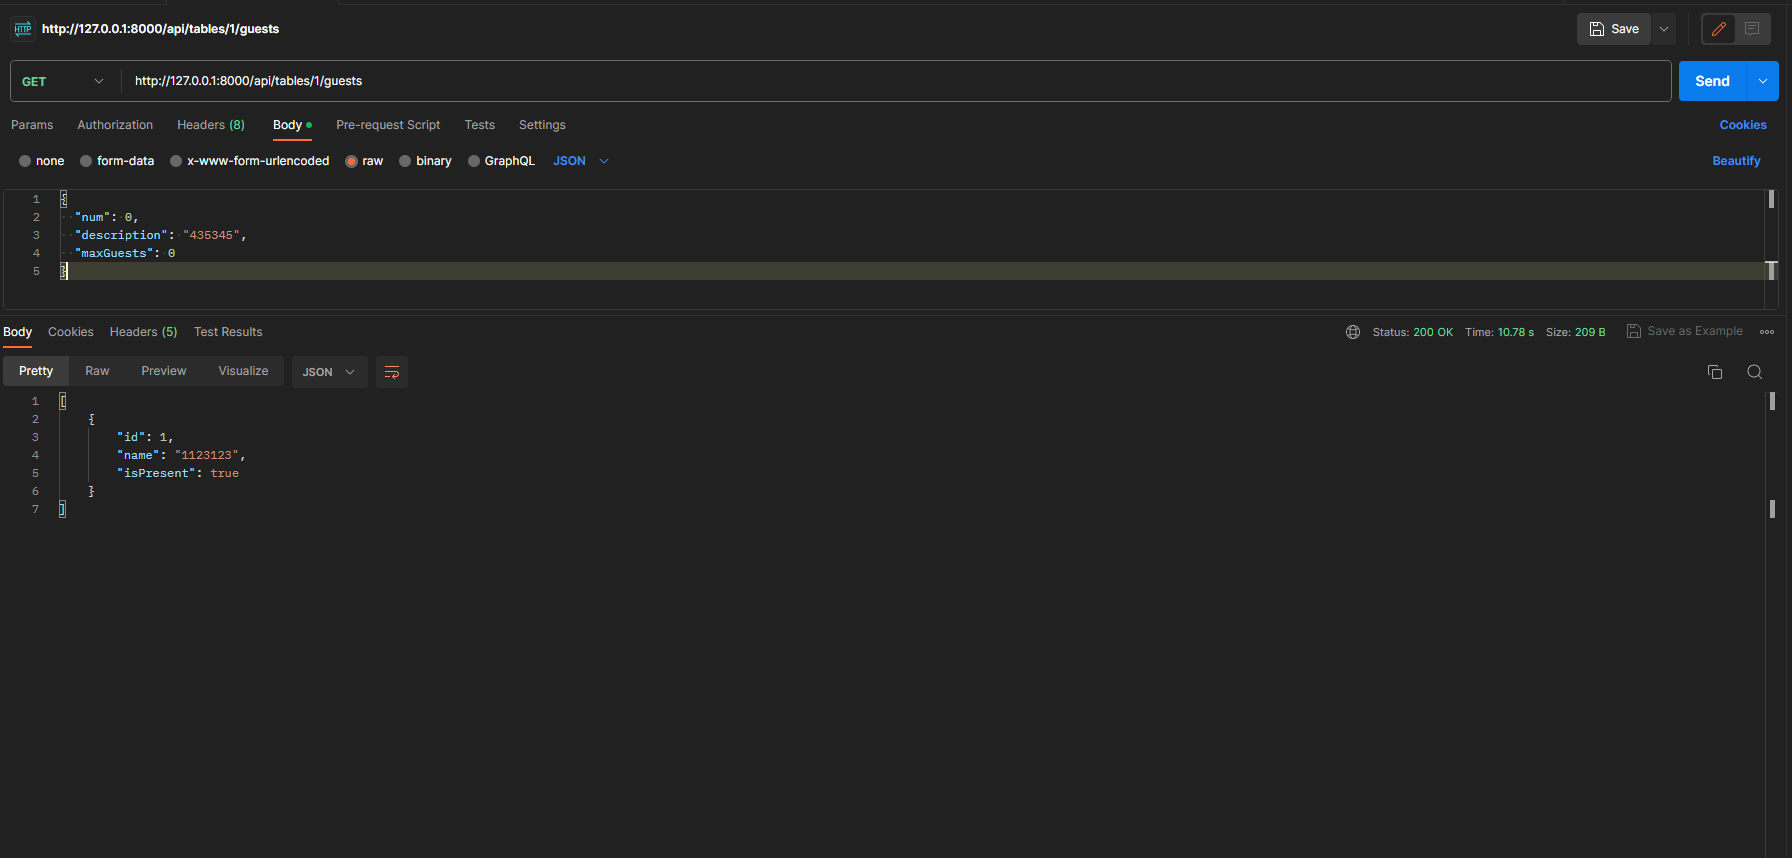 HTTP http://127.0.0.1:8000/api/tables/1/guests Save
GET http://127.0.0.1:8000/api/tables/1/guests Send
Params Authorization Headers (8) Body Pre-request Script Tests Settings Cookies
none form-data x-www-form-urlencoded raw binary GraphQL JSON Beautify
1 {
2 "num": 0,
3 "description": "435345",
4 "maxGuests": 0
5 }
Body Cookies Headers (5) Test Results Status: 200 OK Time: 10.78 s Size: 209 B Save as Example
Pretty Raw Preview Visualize JSON
1 [
2 {
3 "id": 1,
4 "name": "1123123",
5 "isPresent": true
6 }
7 ]